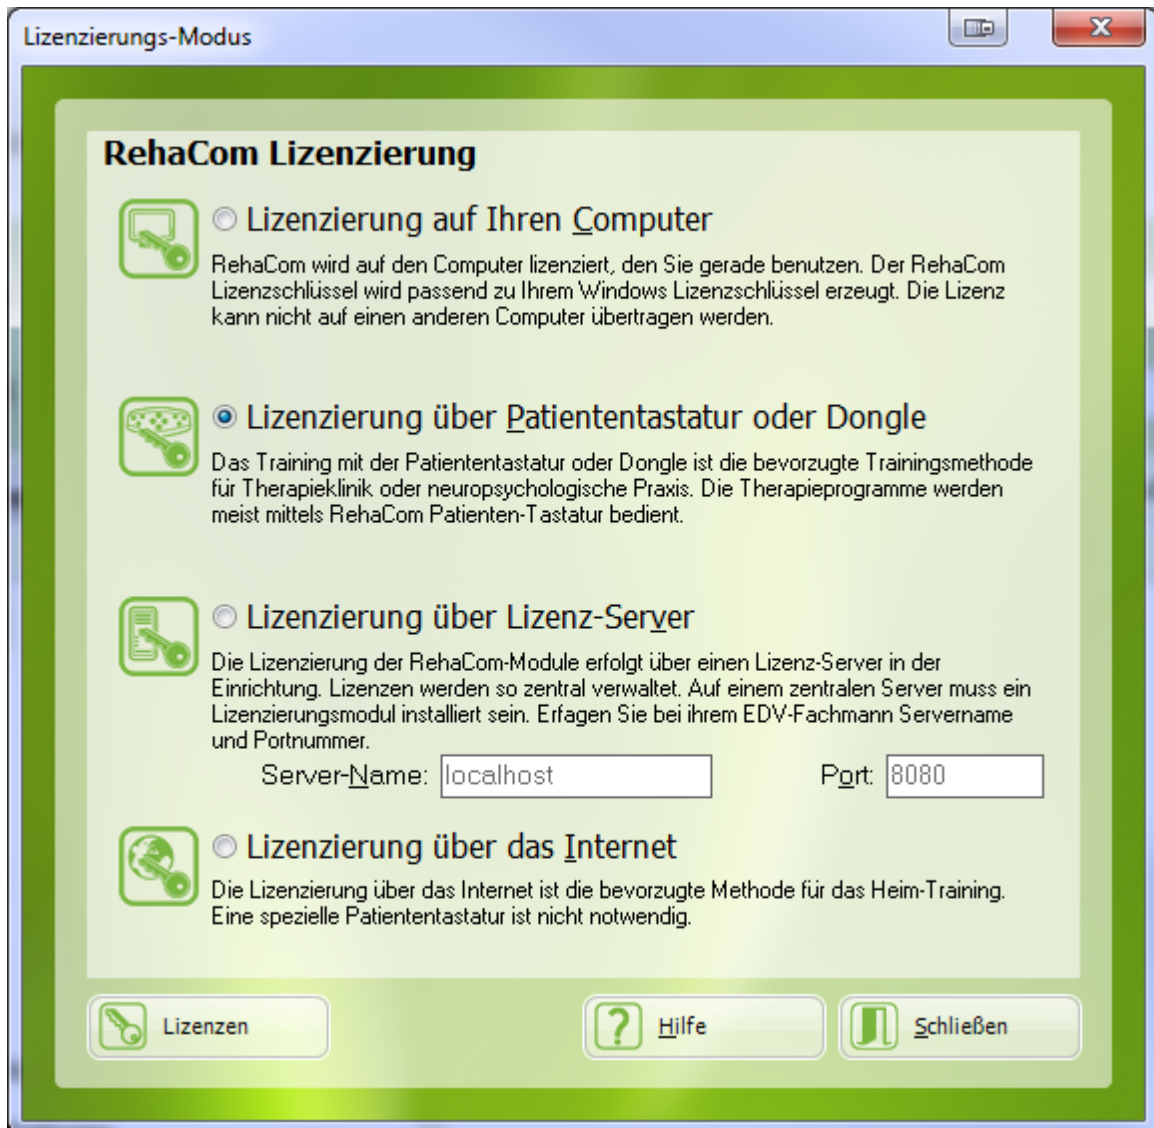 Lizenzierungs-Modus
RehaCom Lizenzierung
Lizenzierung auf Ihren Computer
RehaCom wird auf den Computer lizenziert, den Sie gerade benutzen. Der RehaCom
Lizenzschlüssel wird passend zu Ihrem Windows Lizenzschlüssel erzeugt. Die Lizenz
kann nicht auf einen anderen Computer übertragen werden.
Lizenzierung über Patiententastatur oder Dongle
Das Training mit der Patiententastatur oder Dongle ist die bevorzugte Trainingsmethode
für Therapieklinik oder neuropsychologische Praxis. Die Therapieprogramme werden
meist mittels RehaCom Patienten-Tastatur bedient.
Lizenzierung über Lizenz-Server
Die Lizenzierung der RehaCom-Module erfolgt über einen Lizenz-Server in der
Einrichtung. Lizenzen werden so zentral verwaltet. Auf einem zentralen Server muss ein
Lizenzierungsmodul installiert sein. Erfagen Sie bei ihrem EDV-Fachmann Servername
und Portnummer.
Server-Name: localhost Port: 8080
Lizenzierung über das Internet
Die Lizenzierung über das Internet ist die bevorzugte Methode für das Heim-Training.
Eine spezielle Patiententastatur ist nicht notwendig.
Lizenzen Hilfe Schließen